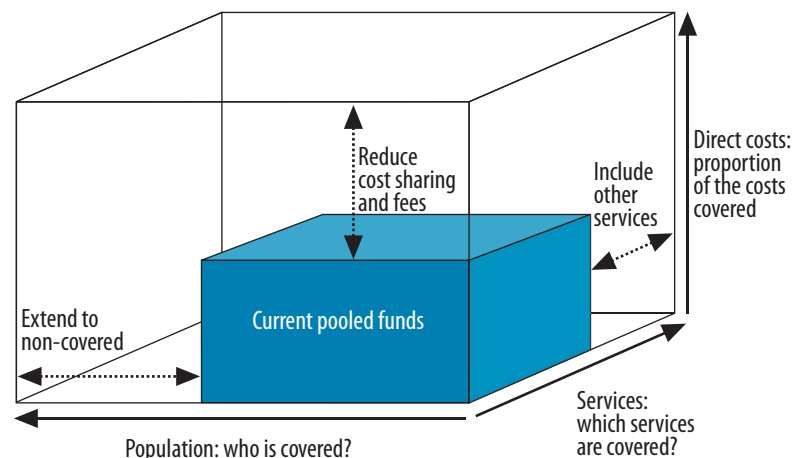 Reduce
cost sharing
and fees
Include
other
services
Direct costs:
proportion
of the costs
covered
Extend to
non-covered
Current pooled funds
Services:
which services
are covered?
Population: who is covered?